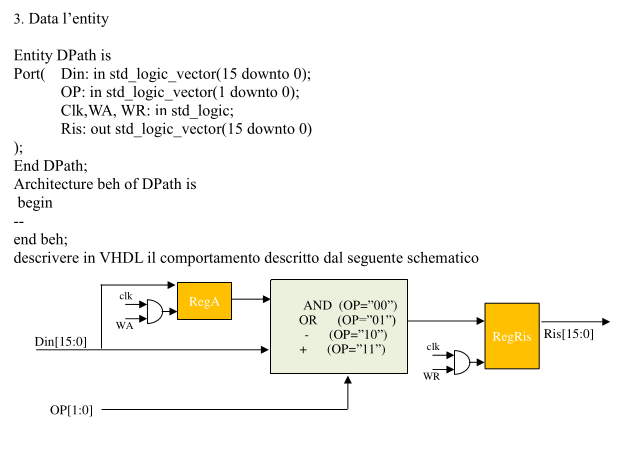 3. Data l’entity
Entity DPath is
Port( Din: in std_logic_vector(15 downto 0);
OP: in std_logic_vector(1 downto 0);
Clk,WA, WR: in std_logic;
Ris: out std_logic_vector(15 downto 0)
);
End DPath;
Architecture beh of DPath is
begin
--
end beh;
descrivere in VHDL il comportamento descritto dal seguente schematico
clk
WA
RegA
Din[15:0]
AND (OP=”00”)
OR (OP=”01”)
- (OP=”10”)
+ (OP=”11”)
clk
WR
RegRis
Ris[15:0]
OP[1:0]